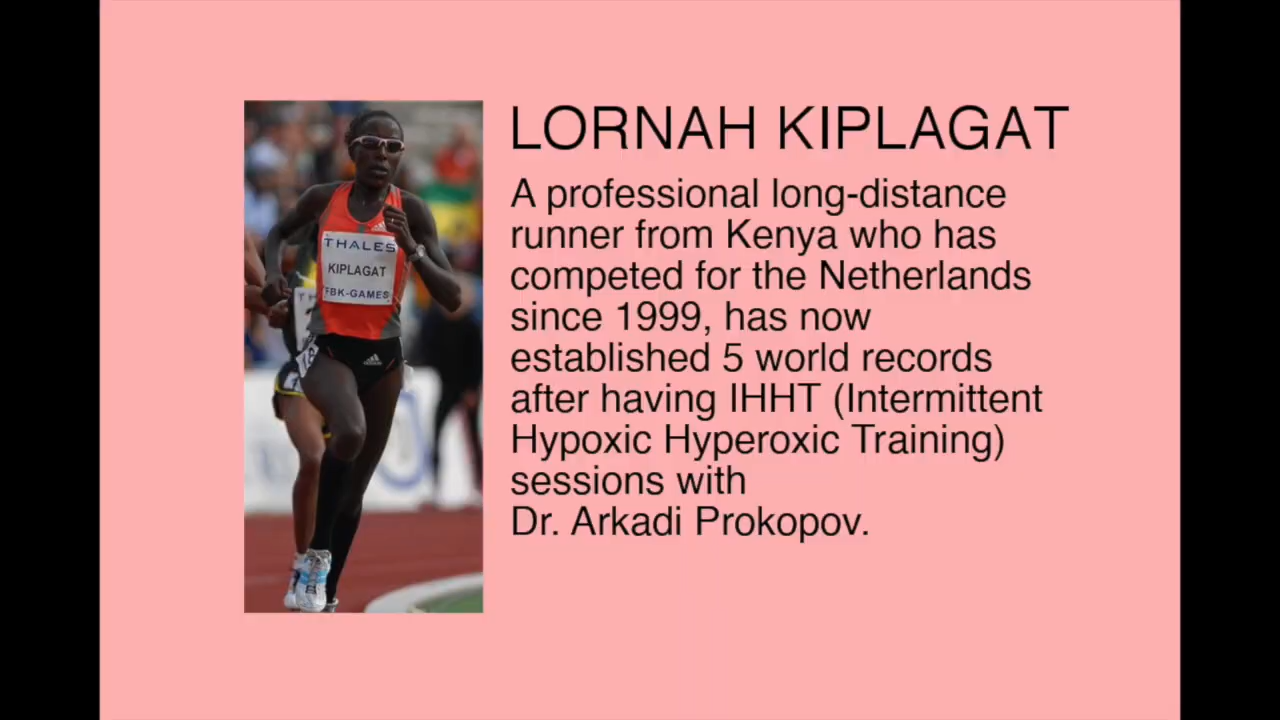 LORNAH KIPLAGAT
A professional long-distance
runner from Kenya who has
competed for the Netherlands
since 1999, has now
established 5 world records
after having IHHT (Intermittent
Hypoxic Hyperoxic Training)
sessions with
Dr. Arkadi Prokopov.
THALES
KIPLAGAT
FBK-GAMES
adidas